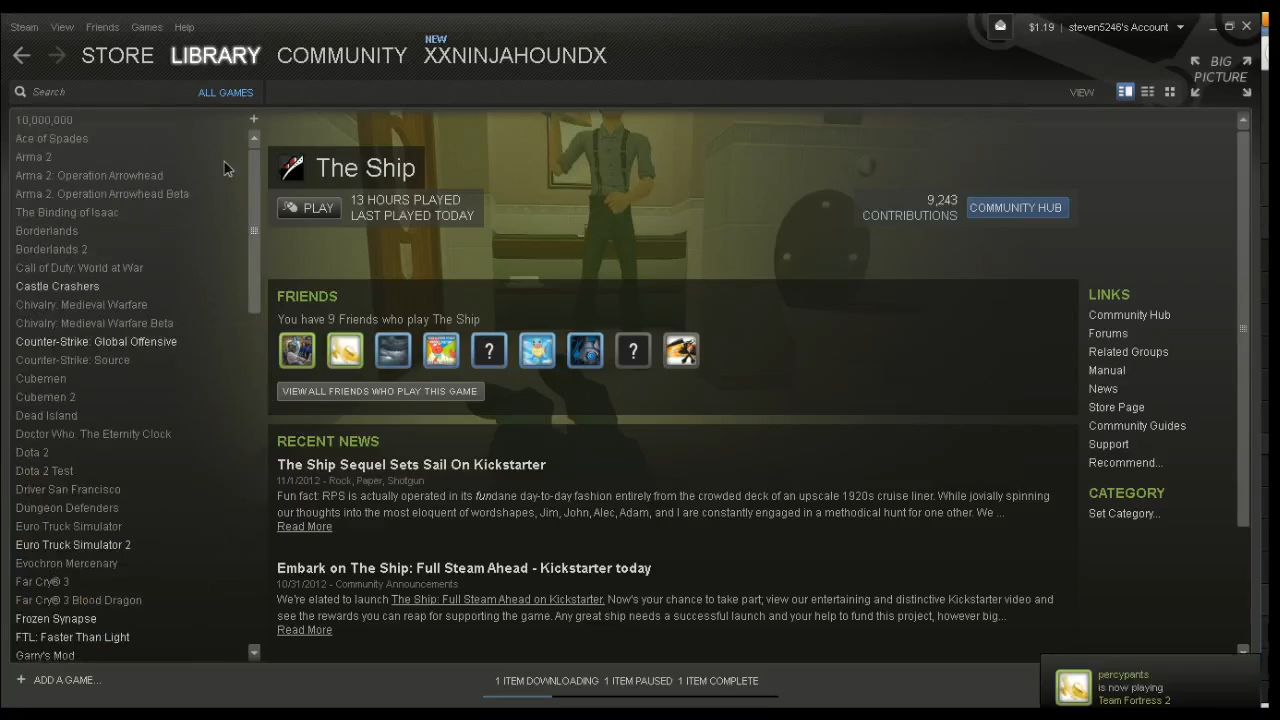 Steam View Friends Games Help
$1.19 | steven5246's Account
NEW
STORE LIBRARY COMMUNITY XXNINJAHOUNDX
BIG PICTURE
Search ALL GAMES
VIEW
10,000,000
Ace of Spades
Arma 2
Arma 2: Operation Arrowhead
Arma 2: Operation Arrowhead Beta
The Binding of Isaac
Borderlands
Borderlands 2
Call of Duty: World at War
Castle Crashers
Chivalry: Medieval Warfare
Chivalry: Medieval Warfare Beta
Counter-Strike: Global Offensive
Counter-Strike: Source
Cubemen
Cubemen 2
Dead Island
Doctor Who: The Eternity Clock
Dota 2
Dota 2 Test
Driver San Francisco
Dungeon Defenders
Euro Truck Simulator
Euro Truck Simulator 2
Evochron Mercenary
Far Cry® 3
Far Cry® 3 Blood Dragon
Frozen Synapse
FTL: Faster Than Light
Garry's Mod
+ ADD A GAME...
The Ship
PLAY
13 HOURS PLAYED
LAST PLAYED TODAY
9,243
CONTRIBUTIONS
COMMUNITY HUB
FRIENDS
You have 9 Friends who play The Ship
? ?
VIEW ALL FRIENDS WHO PLAY THIS GAME
RECENT NEWS
The Ship Sequel Sets Sail On Kickstarter
11/1/2012 - Rock, Paper, Shotgun
Fun fact: RPS is actually operated in its fundane day-to-day fashion entirely from the crowded deck of an upscale 1920s cruise liner. While jovially spinning
our thoughts into the most eloquent of wordshapes, Jim, John, Alec, Adam, and I are constantly engaged in a methodical hunt for one other. We ...
Read More
Embark on The Ship: Full Steam Ahead - Kickstarter today
10/31/2012 - Community Announcements
We're elated to launch The Ship: Full Steam Ahead on Kickstarter. Now's your chance to take part; view our entertaining and distinctive Kickstarter video and
see the rewards you can reap for supporting the game. Any great ship needs a successful launch and your help to fund this project, however big...
Read More
LINKS
Community Hub
Forums
Related Groups
Manual
News
Store Page
Community Guides
Support
Recommend...
CATEGORY
Set Category...
1 ITEM DOWNLOADING 1 ITEM PAUSED 1 ITEM COMPLETE
percypants
is now playing
Team Fortress 2